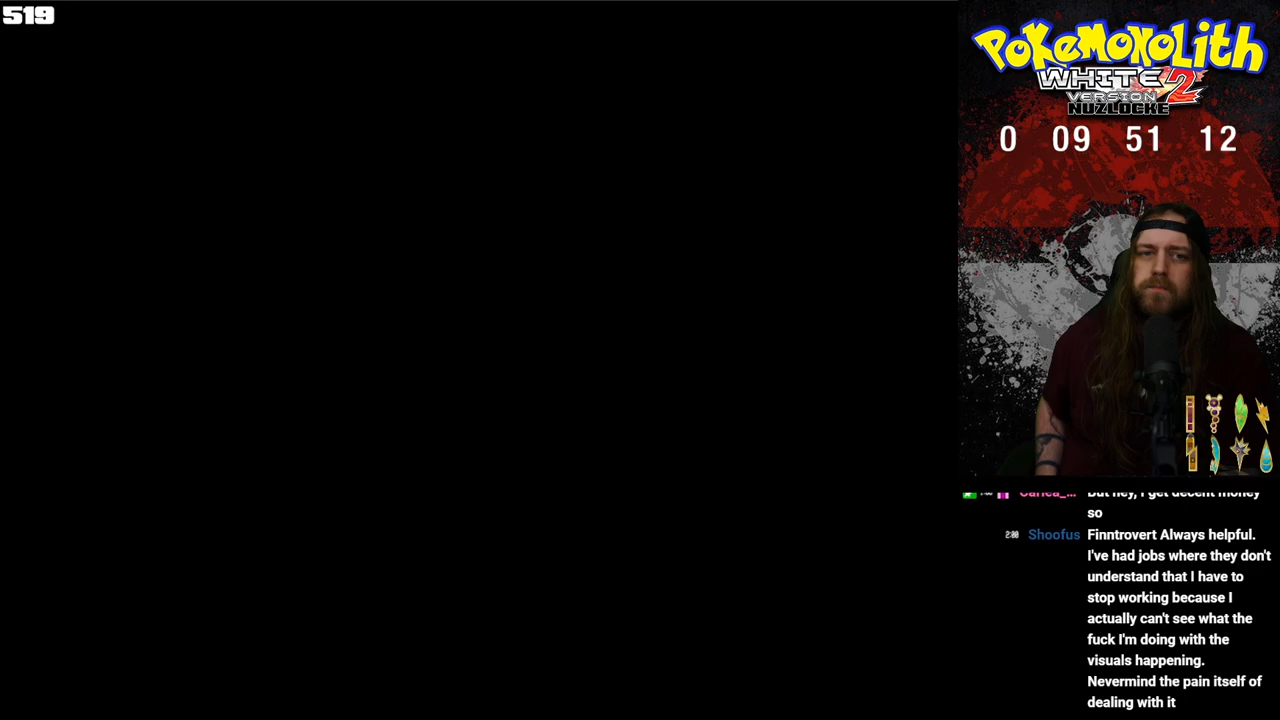 519
POKEMONOLITH
WHITE 2
VERSION
NUZLOCKE
0 09 51 12
But hey, I get decent money
so
Shoofus Finntrovert Always helpful.
I've had jobs where they don't
understand that I have to
stop working because I
actually can't see what the
fuck I'm doing with the
visuals happening.
Nevermind the pain itself of
dealing with it